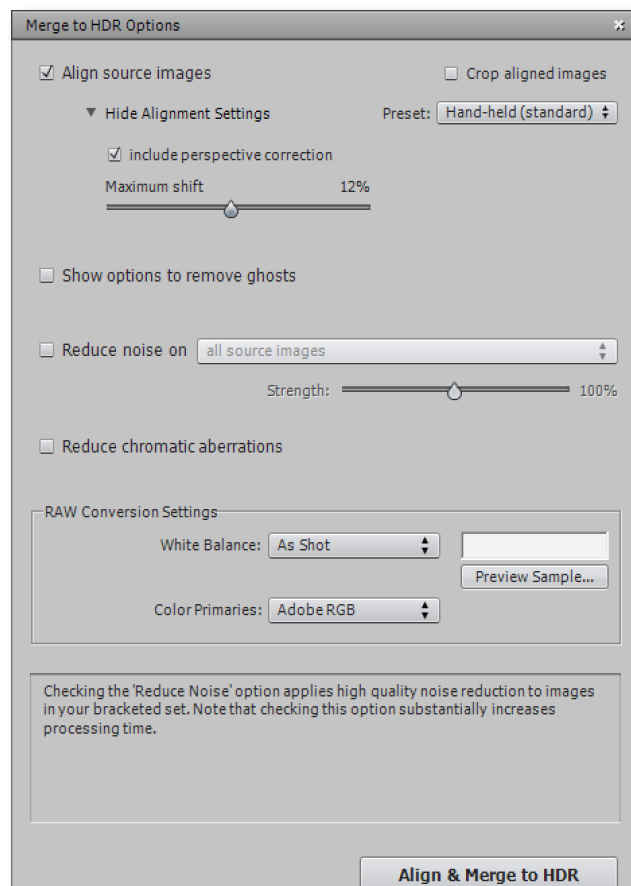 Merge to HDR Options
Align source images
Crop aligned images
Hide Alignment Settings
Preset: Hand-held (standard)
include perspective correction
Maximum shift 12%
Show options to remove ghosts
Reduce noise on all source images
Strength: 100%
Reduce chromatic aberrations
RAW Conversion Settings
White Balance: As Shot
Preview Sample...
Color Primaries: Adobe RGB
Checking the 'Reduce Noise' option applies high quality noise reduction to images
in your bracketed set. Note that checking this option substantially increases
processing time.
Align & Merge to HDR